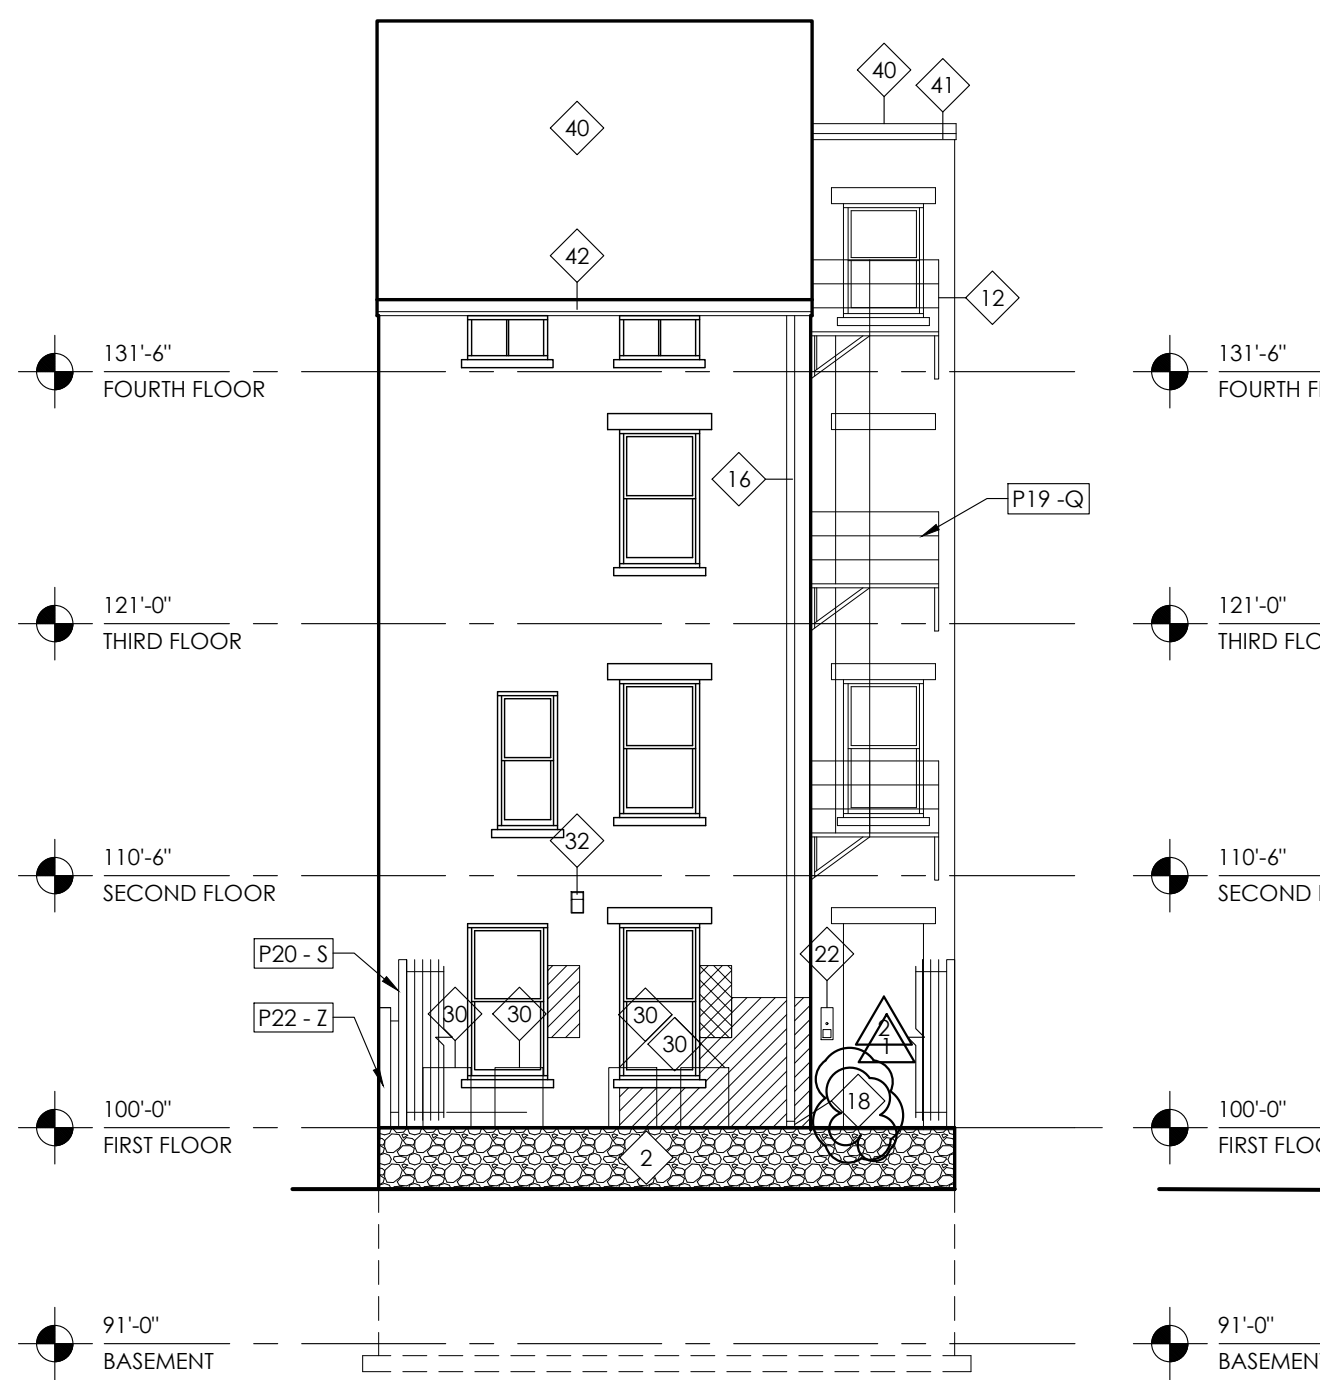 40
40
41
42
12
131'-6"
FOURTH FLOOR
131'-6"
FOURTH F
16
P19 -Q
121'-0"
THIRD FLOOR
121'-0"
THIRD FLO
32
110'-6"
SECOND FLOOR
110'-6"
SECOND
P20 - S
22
P22 - Z
30
30
30
30
2
1
18
100'-0"
FIRST FLOOR
100'-0"
FIRST FLOO
2
91'-0"
BASEMENT
91'-0"
BASEMENT